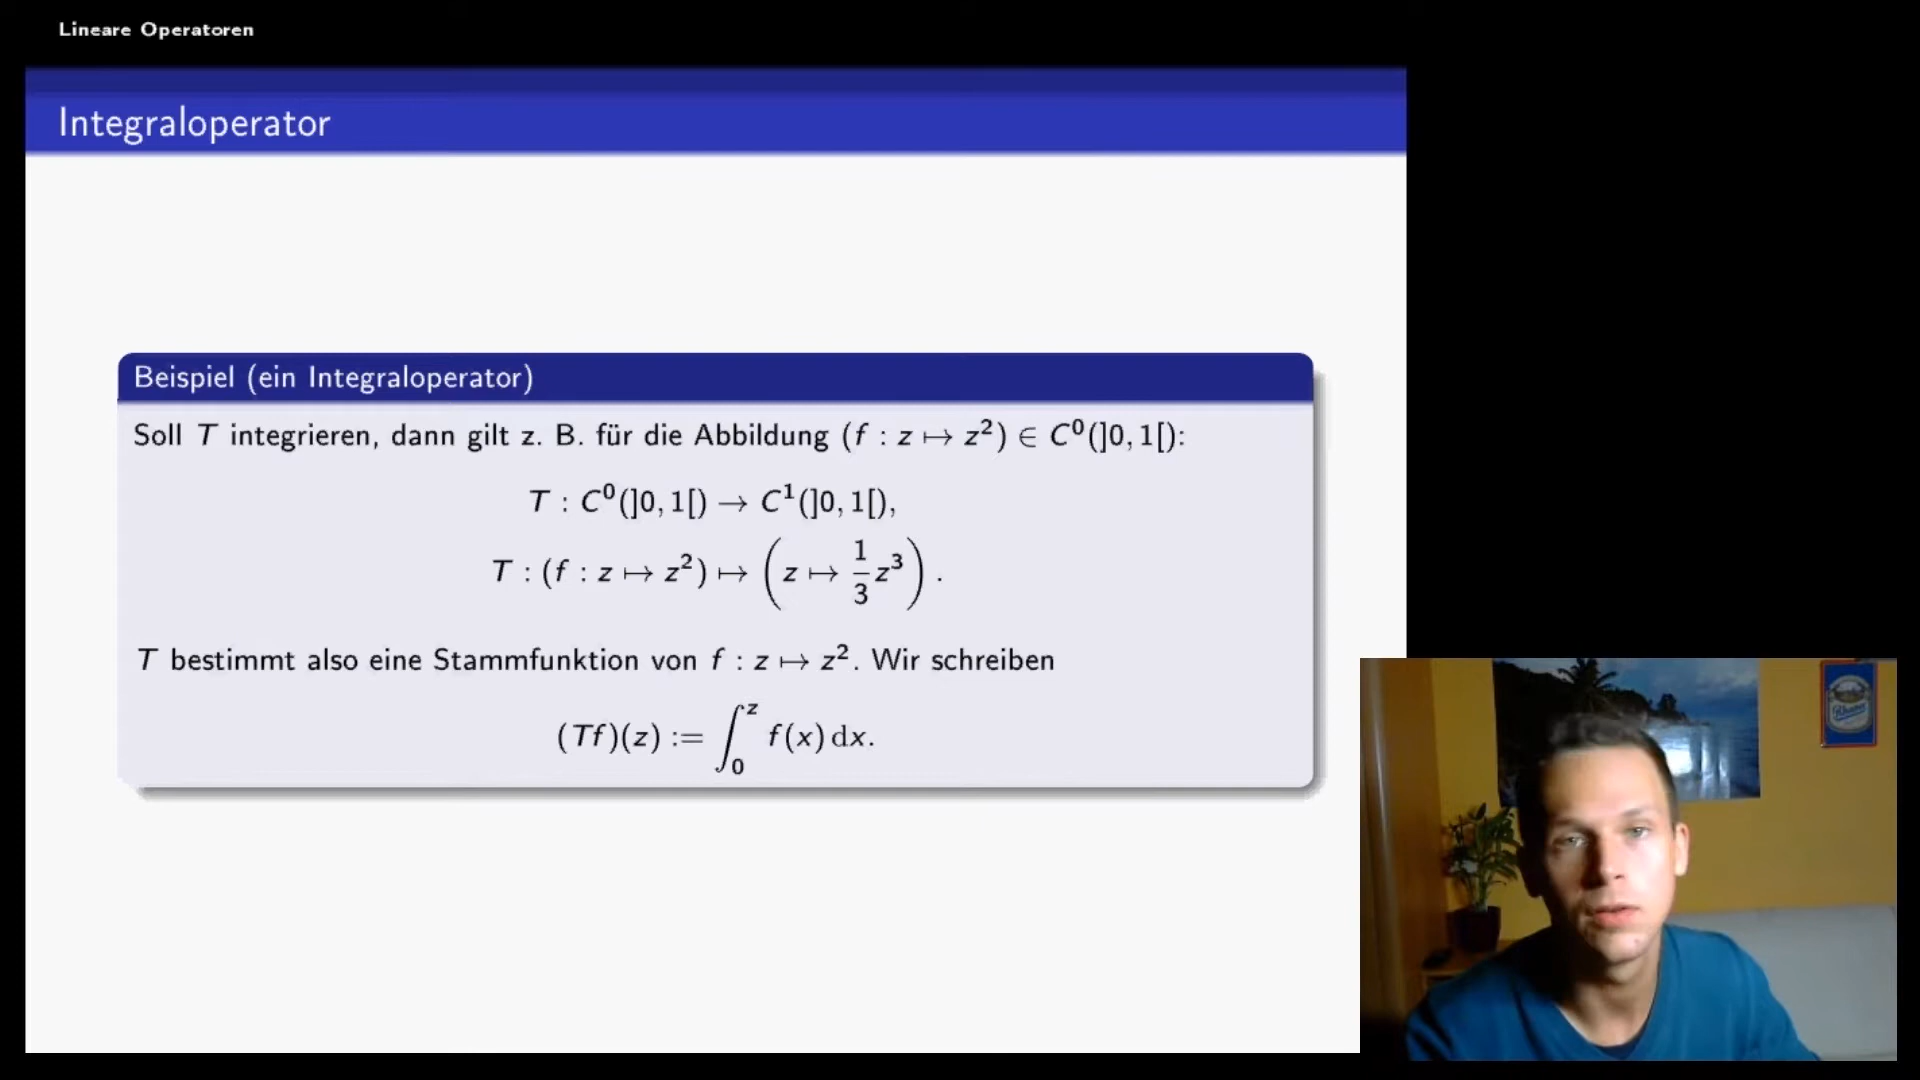 Lineare Operatoren
Integraloperator
Beispiel (ein Integraloperator)
Soll T integrieren, dann gilt z. B. für die Abbildung (f : z ↦ z²) ∈ C⁰(]0, 1[):
T : C⁰(]0, 1[) → C¹(]0, 1[),
T : (f : z ↦ z²) ↦ (z ↦ 1/3 z³) .
T bestimmt also eine Stammfunktion von f : z ↦ z². Wir schreiben
(Tf)(z) := ∫₀ᶻ f(x) dx.